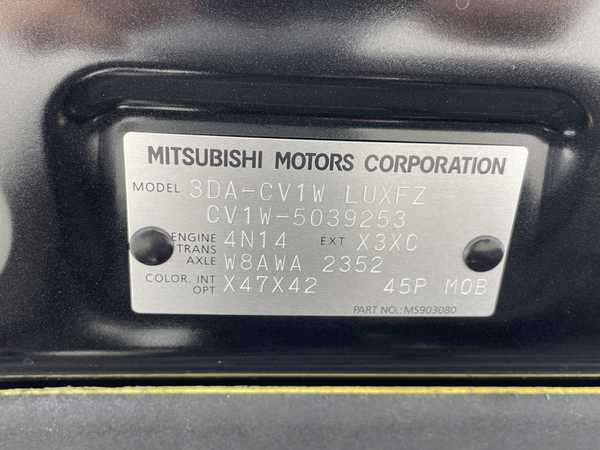 MITSUBISHI MOTORS CORPORATION
MODEL 3DA-CV1W LUXFZ
CV1W-5039253
ENGINE 4N14 EXT X3XC
TRANS
AXLE W8AWA 2352
COLOR. INT X47X42 45P M0B
OPT
PART NO.: MS903080